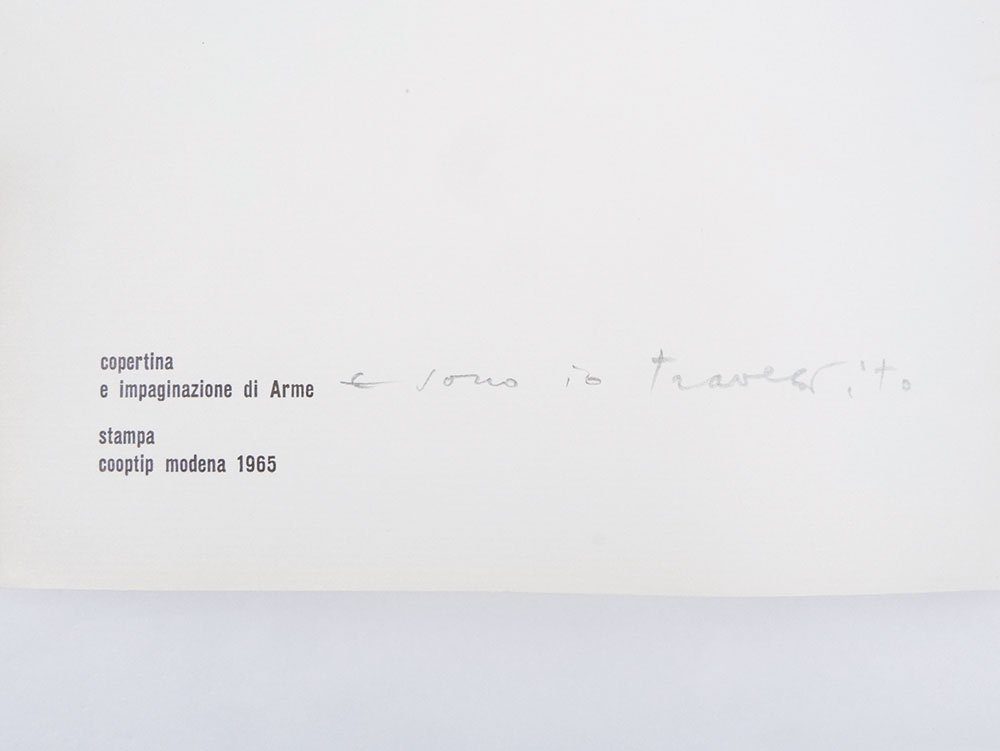 copertina
e impaginazione di Arme e sono io travestito
stampa
cooptip modena 1965